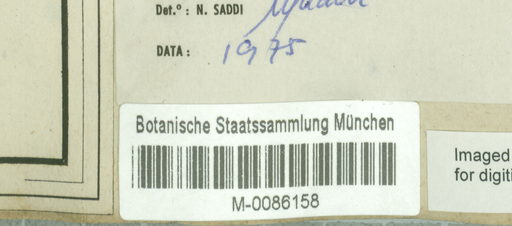 Det.º : N. SADDI
DATA : 1975
Botanische Staatssammlung München
M-0086158
Imaged
for digiti